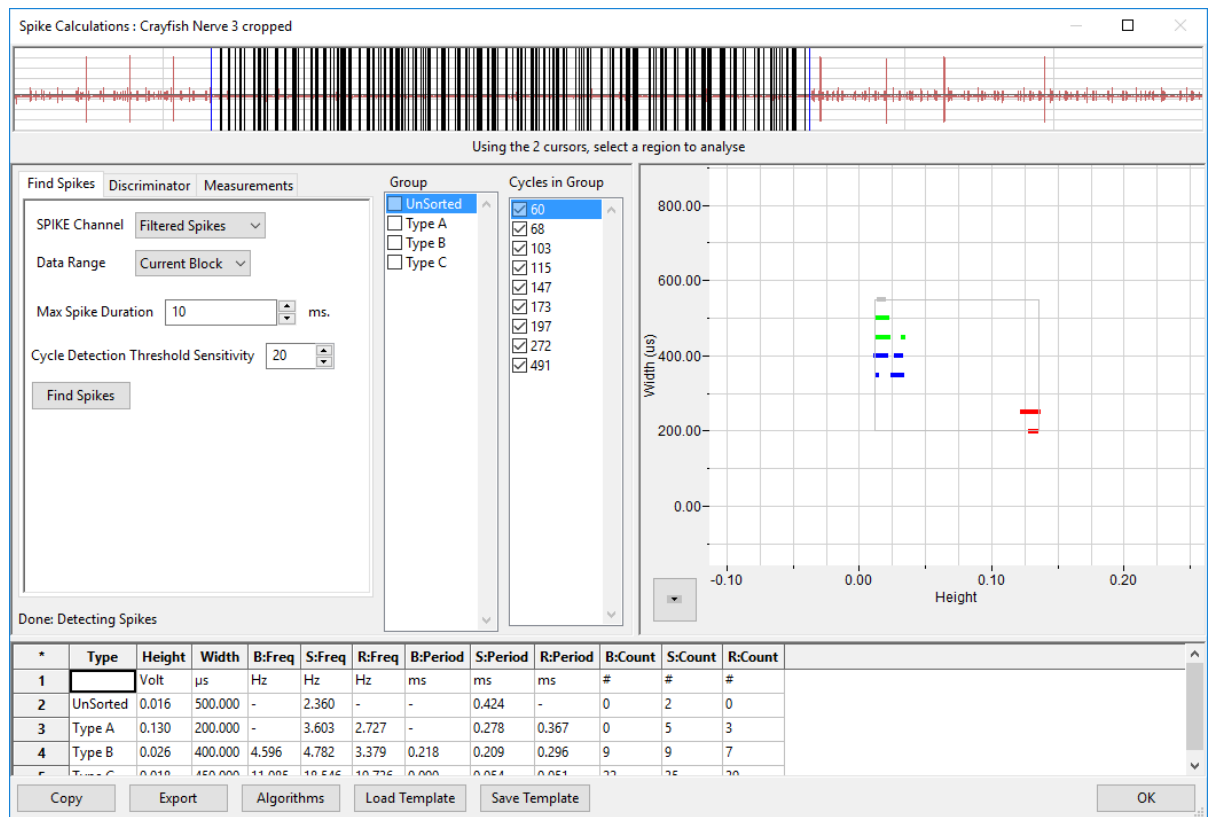 Spike Calculations : Crayfish Nerve 3 cropped
Using the 2 cursors, select a region to analyse
Find Spikes Discriminator Measurements
SPIKE Channel Filtered Spikes
Data Range Current Block
Max Spike Duration 10 ms.
Cycle Detection Threshold Sensitivity 20
Find Spikes
Done: Detecting Spikes
Group
UnSorted
Type A
Type B
Type C
Cycles in Group
60
68
103
115
147
173
197
272
491
800.00
600.00
400.00
200.00
0.00
Width (us)
-0.10 0.00 0.10 0.20
Height
* Type Height Width B:Freq S:Freq R:Freq B:Period S:Period R:Period B:Count S:Count R:Count
1 Volt µs Hz Hz Hz ms ms ms # # #
2 UnSorted 0.016 500.000 - 2.360 - - 0.424 - 0 2 0
3 Type A 0.130 200.000 - 3.603 2.727 - 0.278 0.367 0 5 3
4 Type B 0.026 400.000 4.596 4.782 3.379 0.218 0.209 0.296 9 9 7
Copy Export Algorithms Load Template Save Template OK